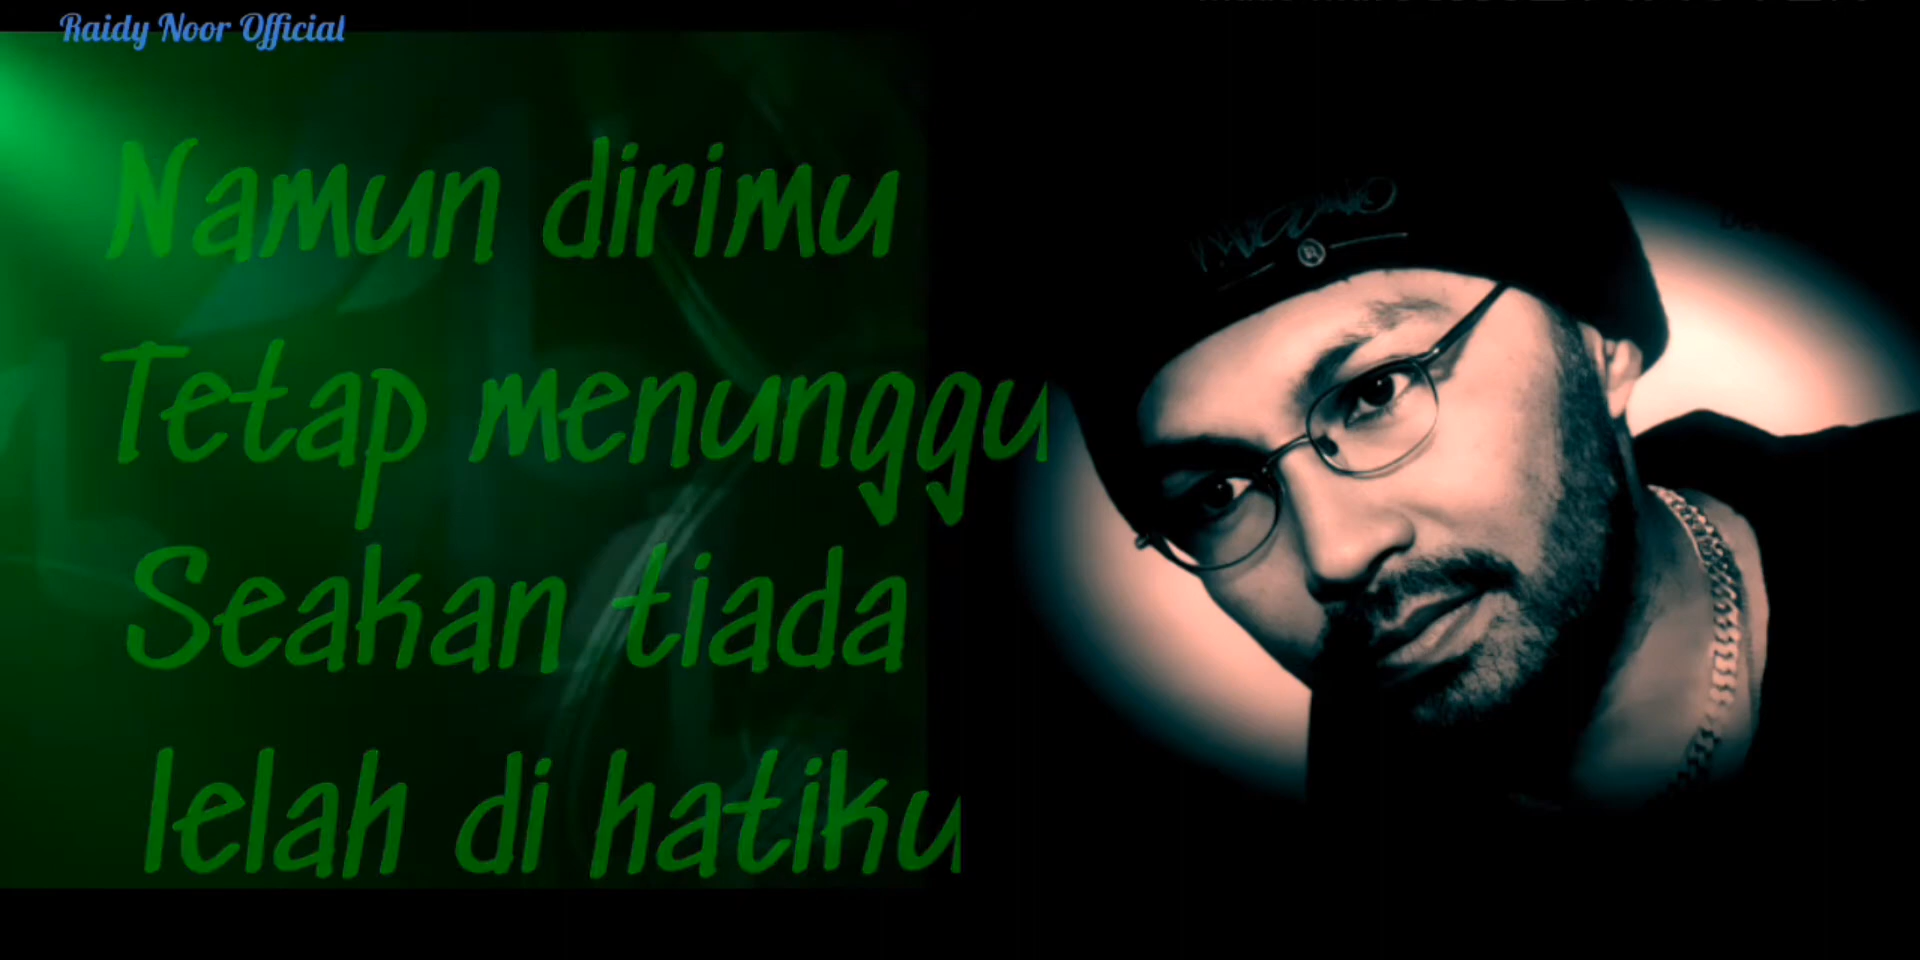 Raidy Noor Official
Namun dirimu
Tetap menunggu
Seakan tiada
lelah di hatiku